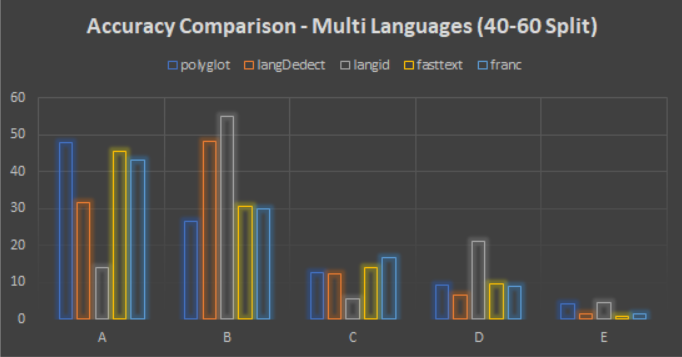 Accuracy Comparison - Multi Languages (40-60 Split)
polyglot langDedect langid fasttext franc
60
50
40
30
20
10
0
A B C D E